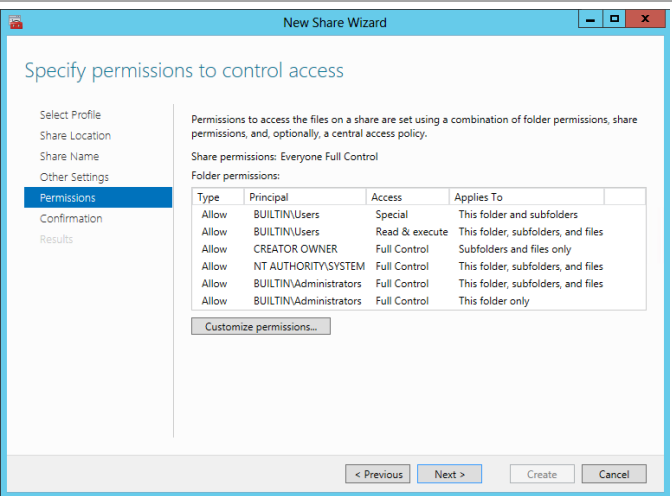 New Share Wizard
Specify permissions to control access
Select Profile
Share Location
Share Name
Other Settings
Permissions
Confirmation
Results
Permissions to access the files on a share are set using a combination of folder permissions, share
permissions, and, optionally, a central access policy.
Share permissions: Everyone Full Control
Folder permissions:
Type Principal Access Applies To
Allow BUILTIN\Users Special This folder and subfolders
Allow BUILTIN\Users Read & execute This folder, subfolders, and files
Allow CREATOR OWNER Full Control Subfolders and files only
Allow NT AUTHORITY\SYSTEM Full Control This folder, subfolders, and files
Allow BUILTIN\Administrators Full Control This folder, subfolders, and files
Allow BUILTIN\Administrators Full Control This folder only
Customize permissions...
< Previous Next > Create Cancel